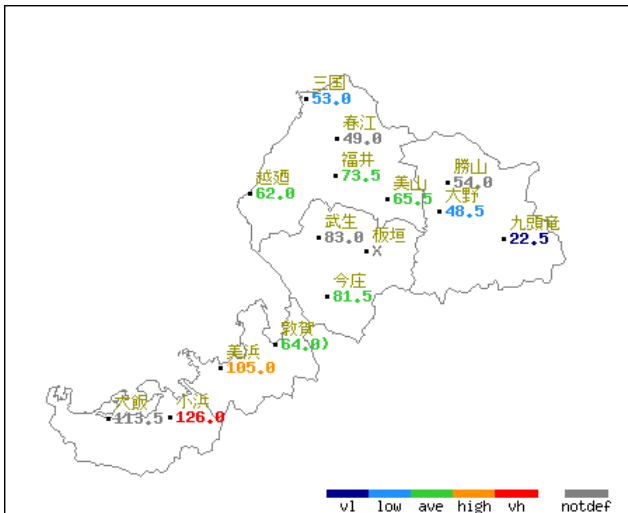 三国
53.0
春江
49.0
福井
73.5
越廼
62.0
美山
65.5
勝山
54.0
大野
48.5
九頭竜
22.5
武生
83.0
板垣
X
今庄
81.5
敦賀
64.0)
美浜
105.0
大飯
113.5
小浜
126.0
vl low ave high vh notdef